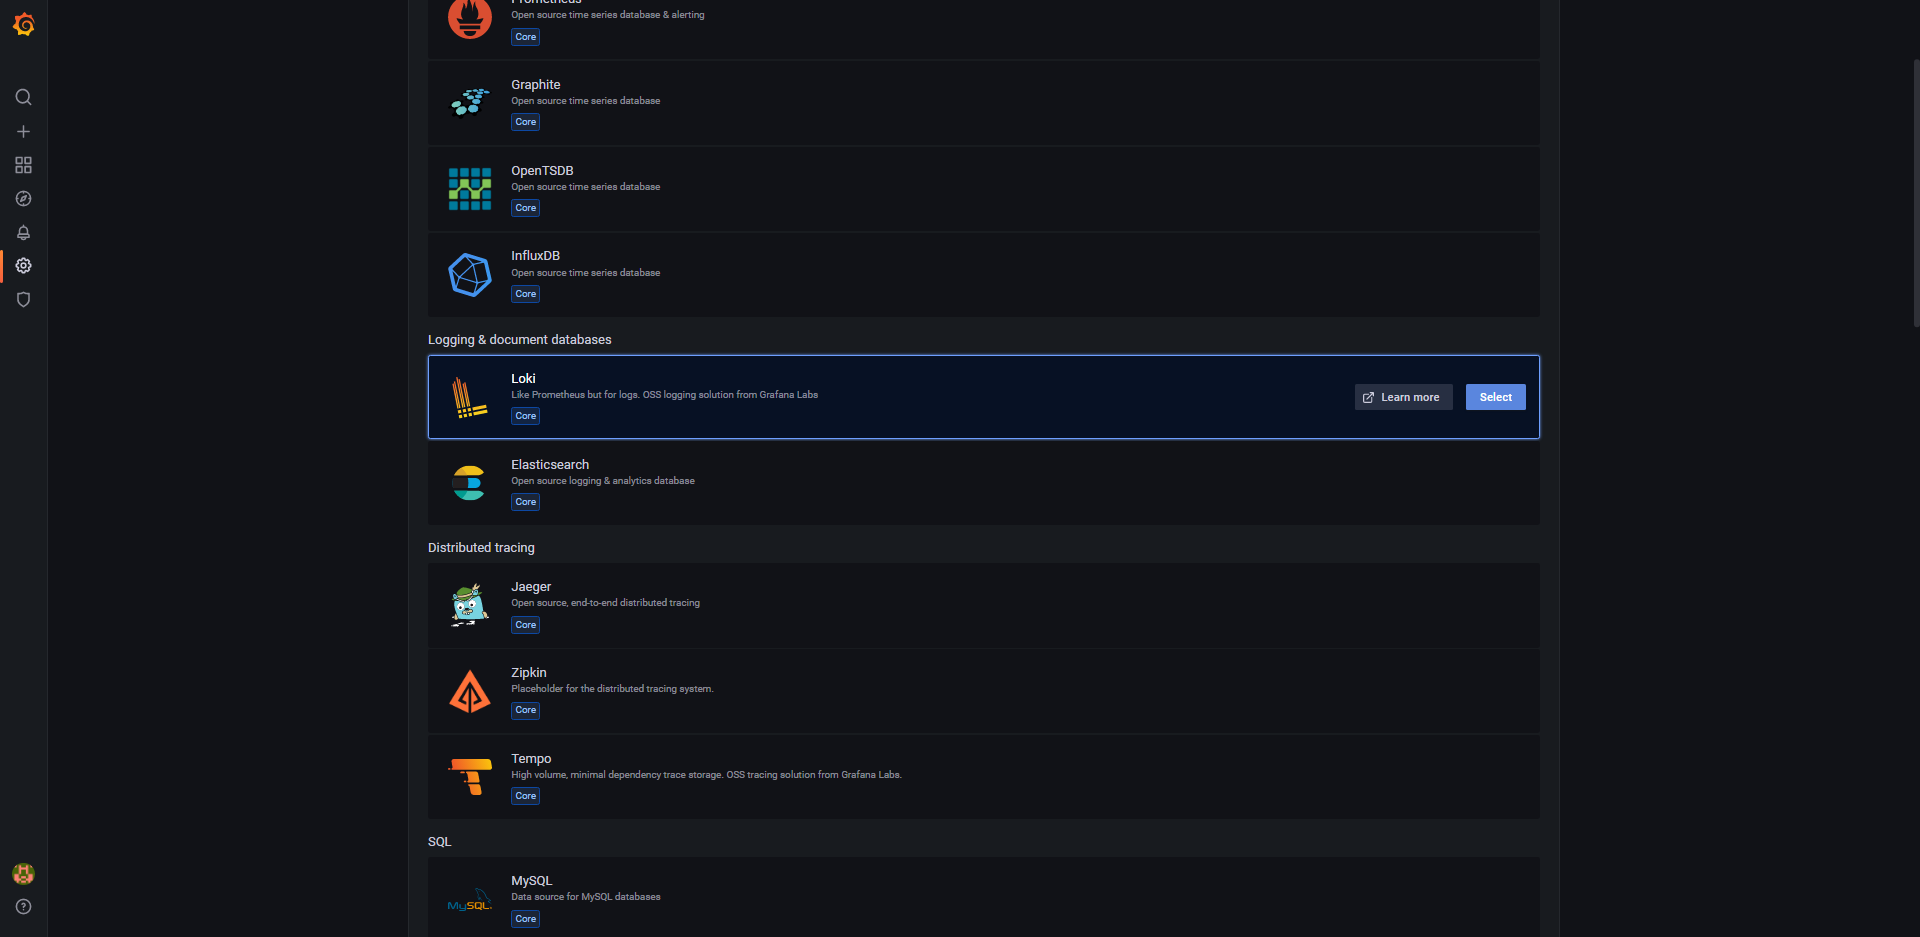 Prometheus
Open source time series database & alerting
Core
Graphite
Open source time series database
Core
OpenTSDB
Open source time series database
Core
InfluxDB
Open source time series database
Core
Logging & document databases
Loki
Like Prometheus but for logs. OSS logging solution from Grafana Labs
Core
Learn more
Select
Elasticsearch
Open source logging & analytics database
Core
Distributed tracing
Jaeger
Open source, end-to-end distributed tracing
Core
Zipkin
Placeholder for the distributed tracing system.
Core
Tempo
High volume, minimal dependency trace storage. OSS tracing solution from Grafana Labs.
Core
SQL
MySQL
Data source for MySQL databases
MySQL
Core